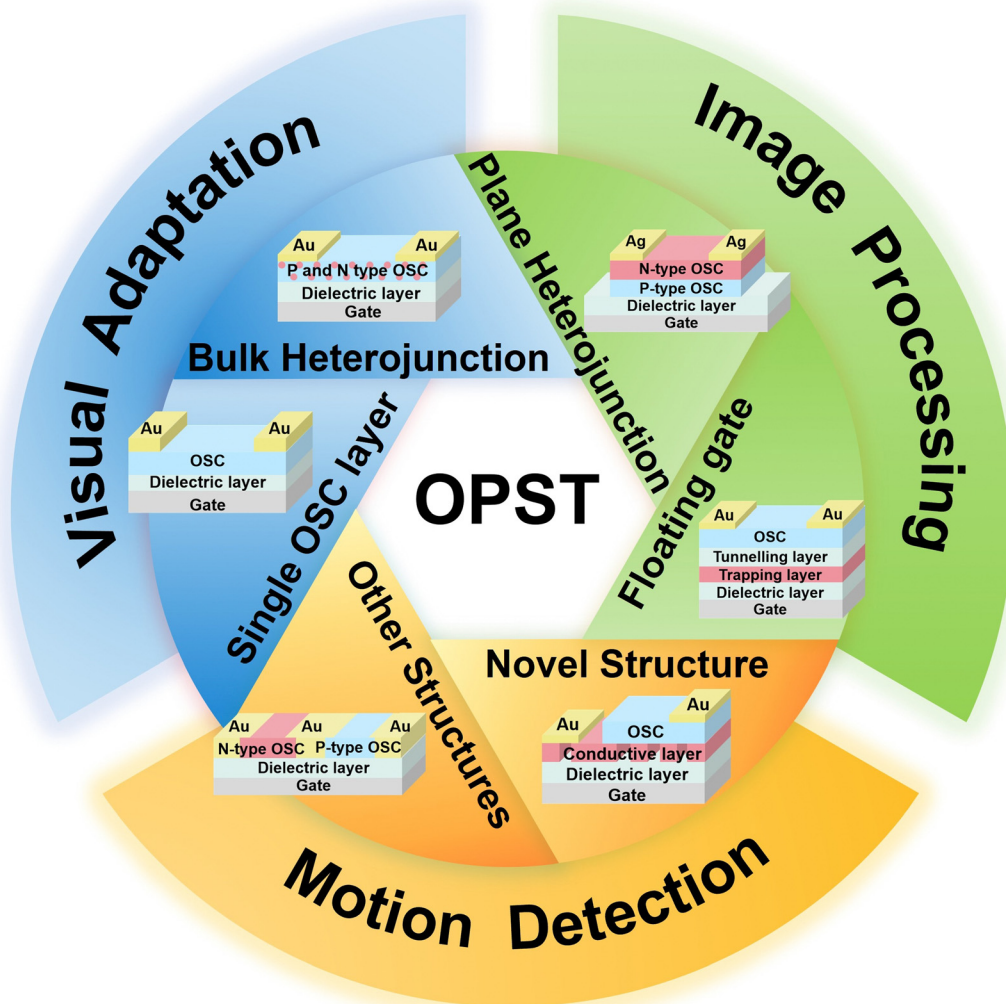 Visual Adaptation
Image Processing
Motion Detection
OPST
Bulk Heterojunction
Au Au
P and N type OSC
Dielectric layer
Gate
Plane Heterojunction
Ag Ag
N-type OSC
P-type OSC
Dielectric layer
Gate
Floating gate
Au Au
OSC
Tunnelling layer
Trapping layer
Dielectric layer
Gate
Novel Structure
Au Au
OSC
Conductive layer
Dielectric layer
Gate
Other Structures
Au Au Au
N-type OSC P-type OSC
Dielectric layer
Gate
Single OSC layer
Au Au
OSC
Dielectric layer
Gate